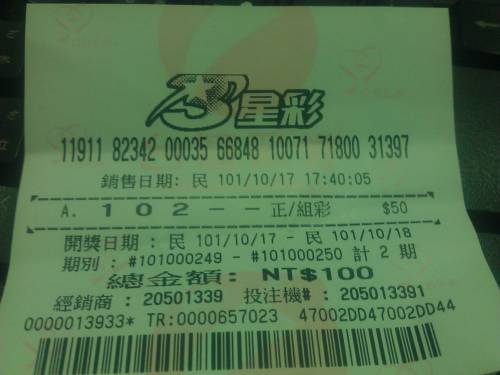 3星彩
11911 82342 00035 66848 10071 71800 31397
銷售日期: 民 101/10/17 17:40:05
A. 1 0 2 - - 正/組彩 $50
開獎日期 : 民 101/10/17 - 民 101/10/18
期別 : #101000249 - #101000250 計 2 期
總金額: NT$100
經銷商 : 20501339 投注機# : 205013391
0000013933* TR:0000657023 47002DD47002DD44